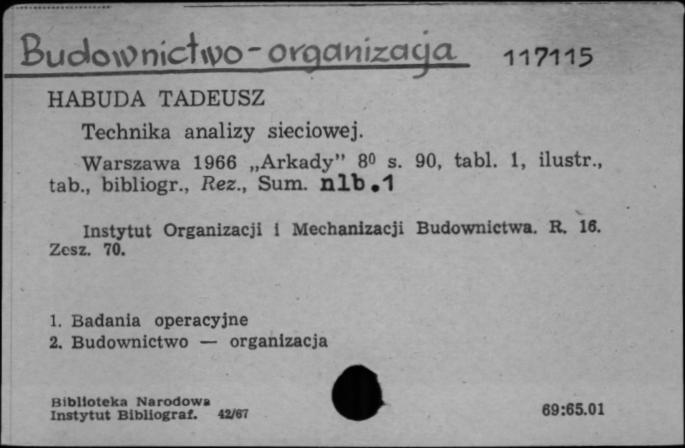 Budownictwo - organizacja 117115
HABUDA TADEUSZ
Technika analizy sieciowej.
Warszawa 1966 „Arkady” 8⁰ s. 90, tabl. 1, ilustr.,
tab., bibliogr., Rez., Sum. nlb.1
Instytut Organizacji i Mechanizacji Budownictwa. R. 16.
Zesz. 70.
1. Badania operacyjne
2. Budownictwo — organizacja
Biblioteka Narodowa
Instytut Bibliograf. 42/67 69:65.01